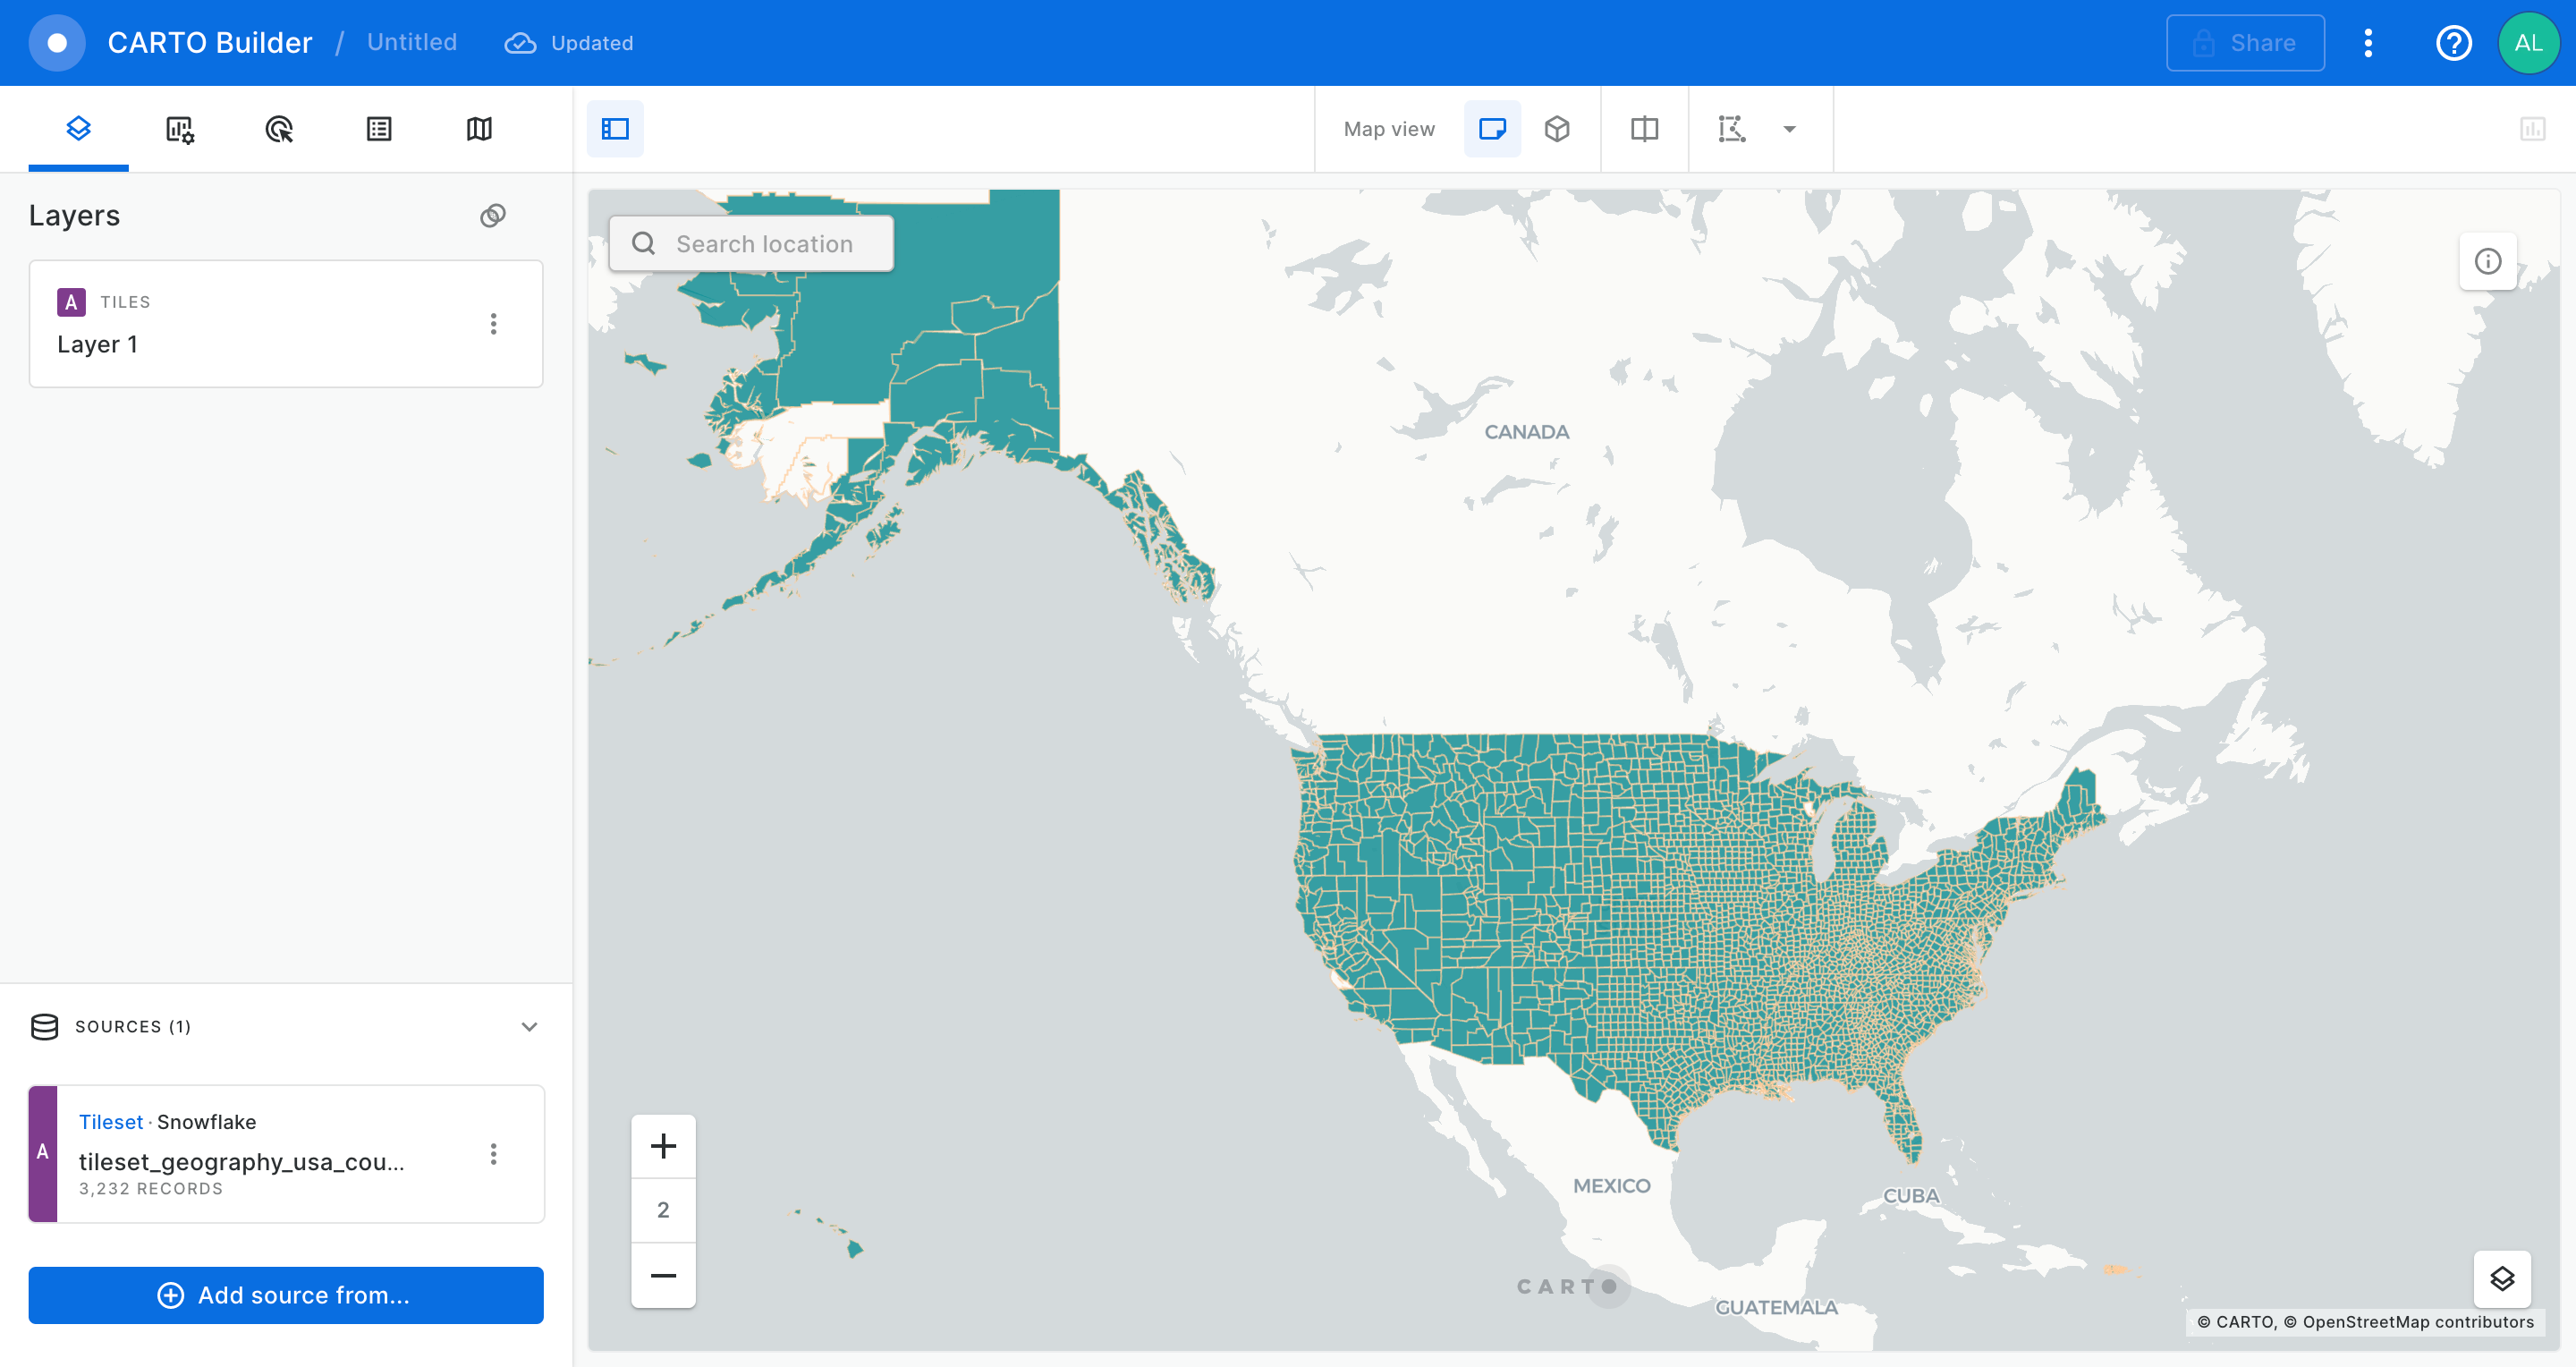 CARTO Builder / Untitled Updated
Share
AL
Map view
Layers
A TILES
Layer 1
Search location
CANADA
MEXICO
CUBA
GUATEMALA
SOURCES (1)
A
Tileset · Snowflake
tileset_geography_usa_cou...
3,232 RECORDS
Add source from...
2
CARTO
© CARTO, © OpenStreetMap contributors